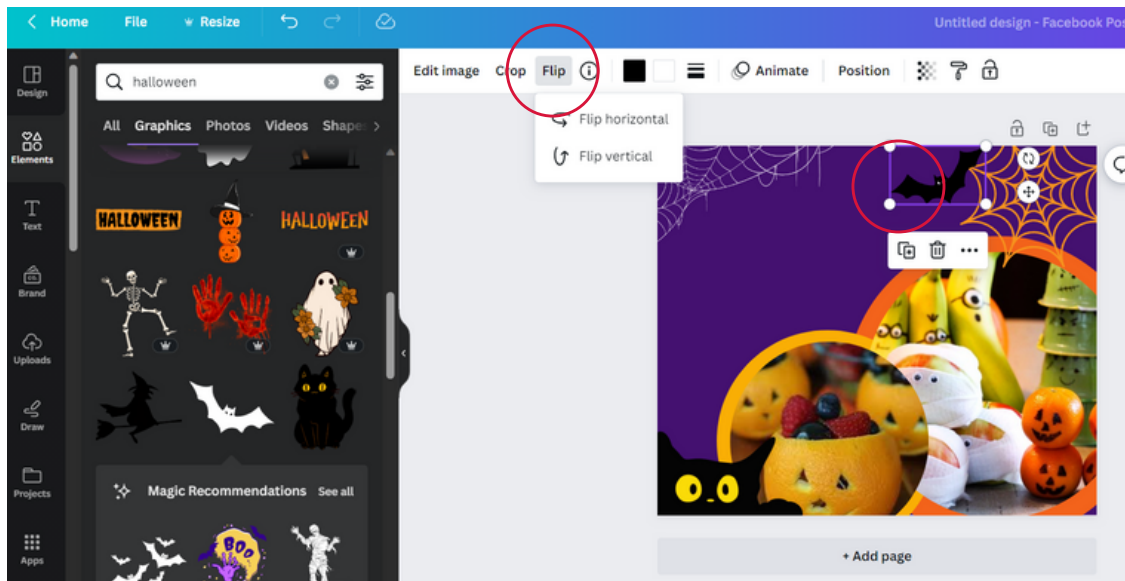 Home File Resize Untitled design - Facebook Pos
Design
Elements
Text
Brand
Uploads
Draw
Projects
Apps
halloween
All Graphics Photos Videos Shape
HALLOWEEN HALLOWEEN
Magic Recommendations See all
BOO
Edit image Crop Flip Animate Position
Flip horizontal
Flip vertical
+ Add page